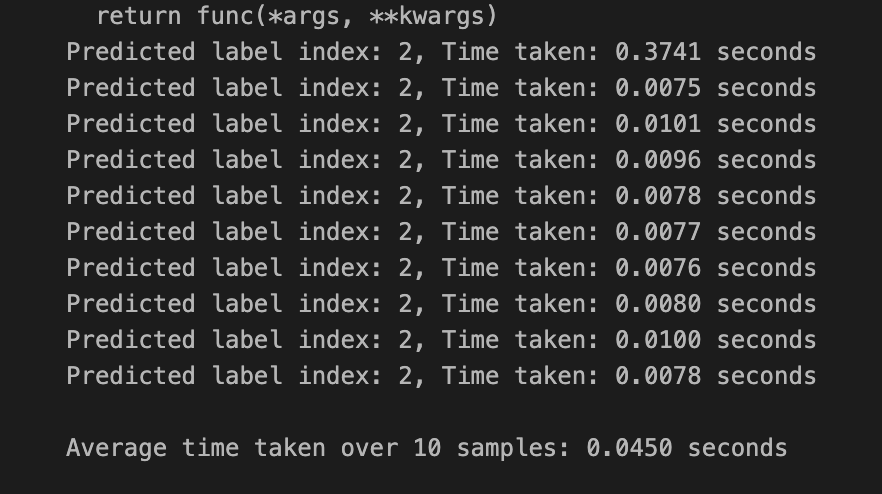 return func(*args, **kwargs)
Predicted label index: 2, Time taken: 0.3741 seconds
Predicted label index: 2, Time taken: 0.0075 seconds
Predicted label index: 2, Time taken: 0.0101 seconds
Predicted label index: 2, Time taken: 0.0096 seconds
Predicted label index: 2, Time taken: 0.0078 seconds
Predicted label index: 2, Time taken: 0.0077 seconds
Predicted label index: 2, Time taken: 0.0076 seconds
Predicted label index: 2, Time taken: 0.0080 seconds
Predicted label index: 2, Time taken: 0.0100 seconds
Predicted label index: 2, Time taken: 0.0078 seconds
Average time taken over 10 samples: 0.0450 seconds